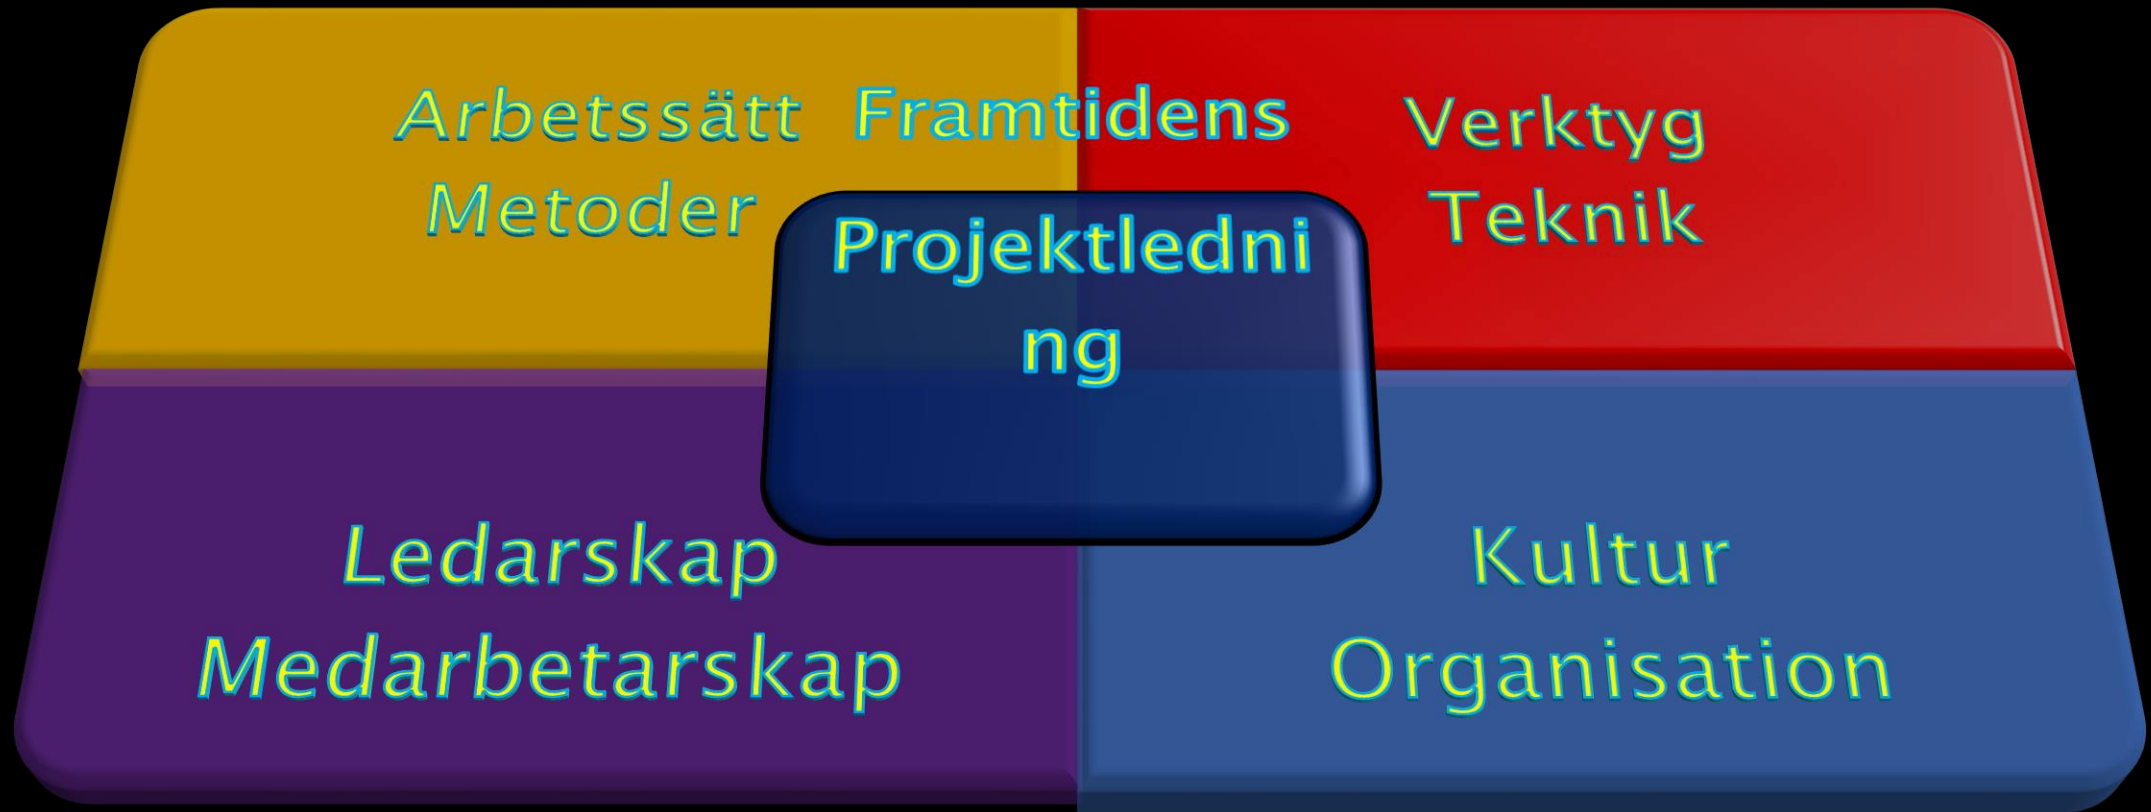 Arbetssätt
Metoder
Framtidens
Projektledni
ng
Verktyg
Teknik
Ledarskap
Medarbetarskap
Kultur
Organisation